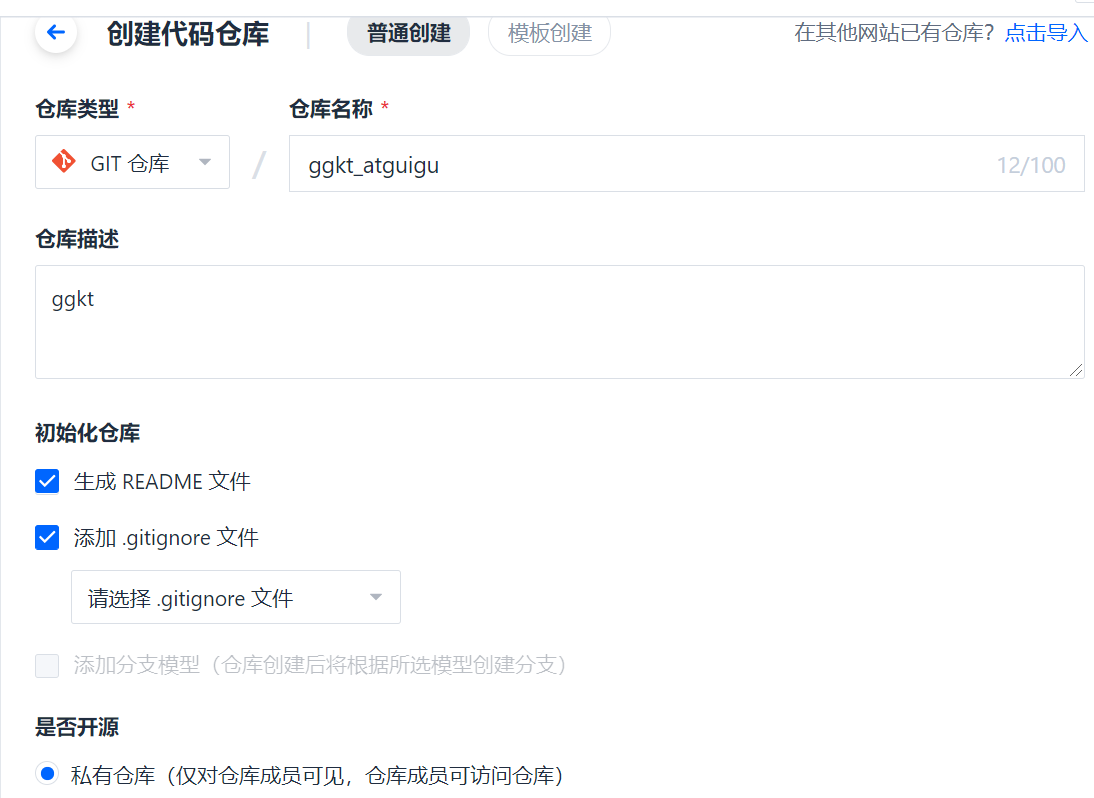 创建代码仓库 | 普通创建 模板创建 在其他网站已有仓库？点击导入
仓库类型 * 仓库名称 *
GIT 仓库 / ggkt_atguigu 12/100
仓库描述
ggkt
初始化仓库
生成 README 文件
添加 .gitignore 文件
请选择 .gitignore 文件
添加分支模型（仓库创建后将根据所选模型创建分支）
是否开源
私有仓库（仅对仓库成员可见，仓库成员可访问仓库）